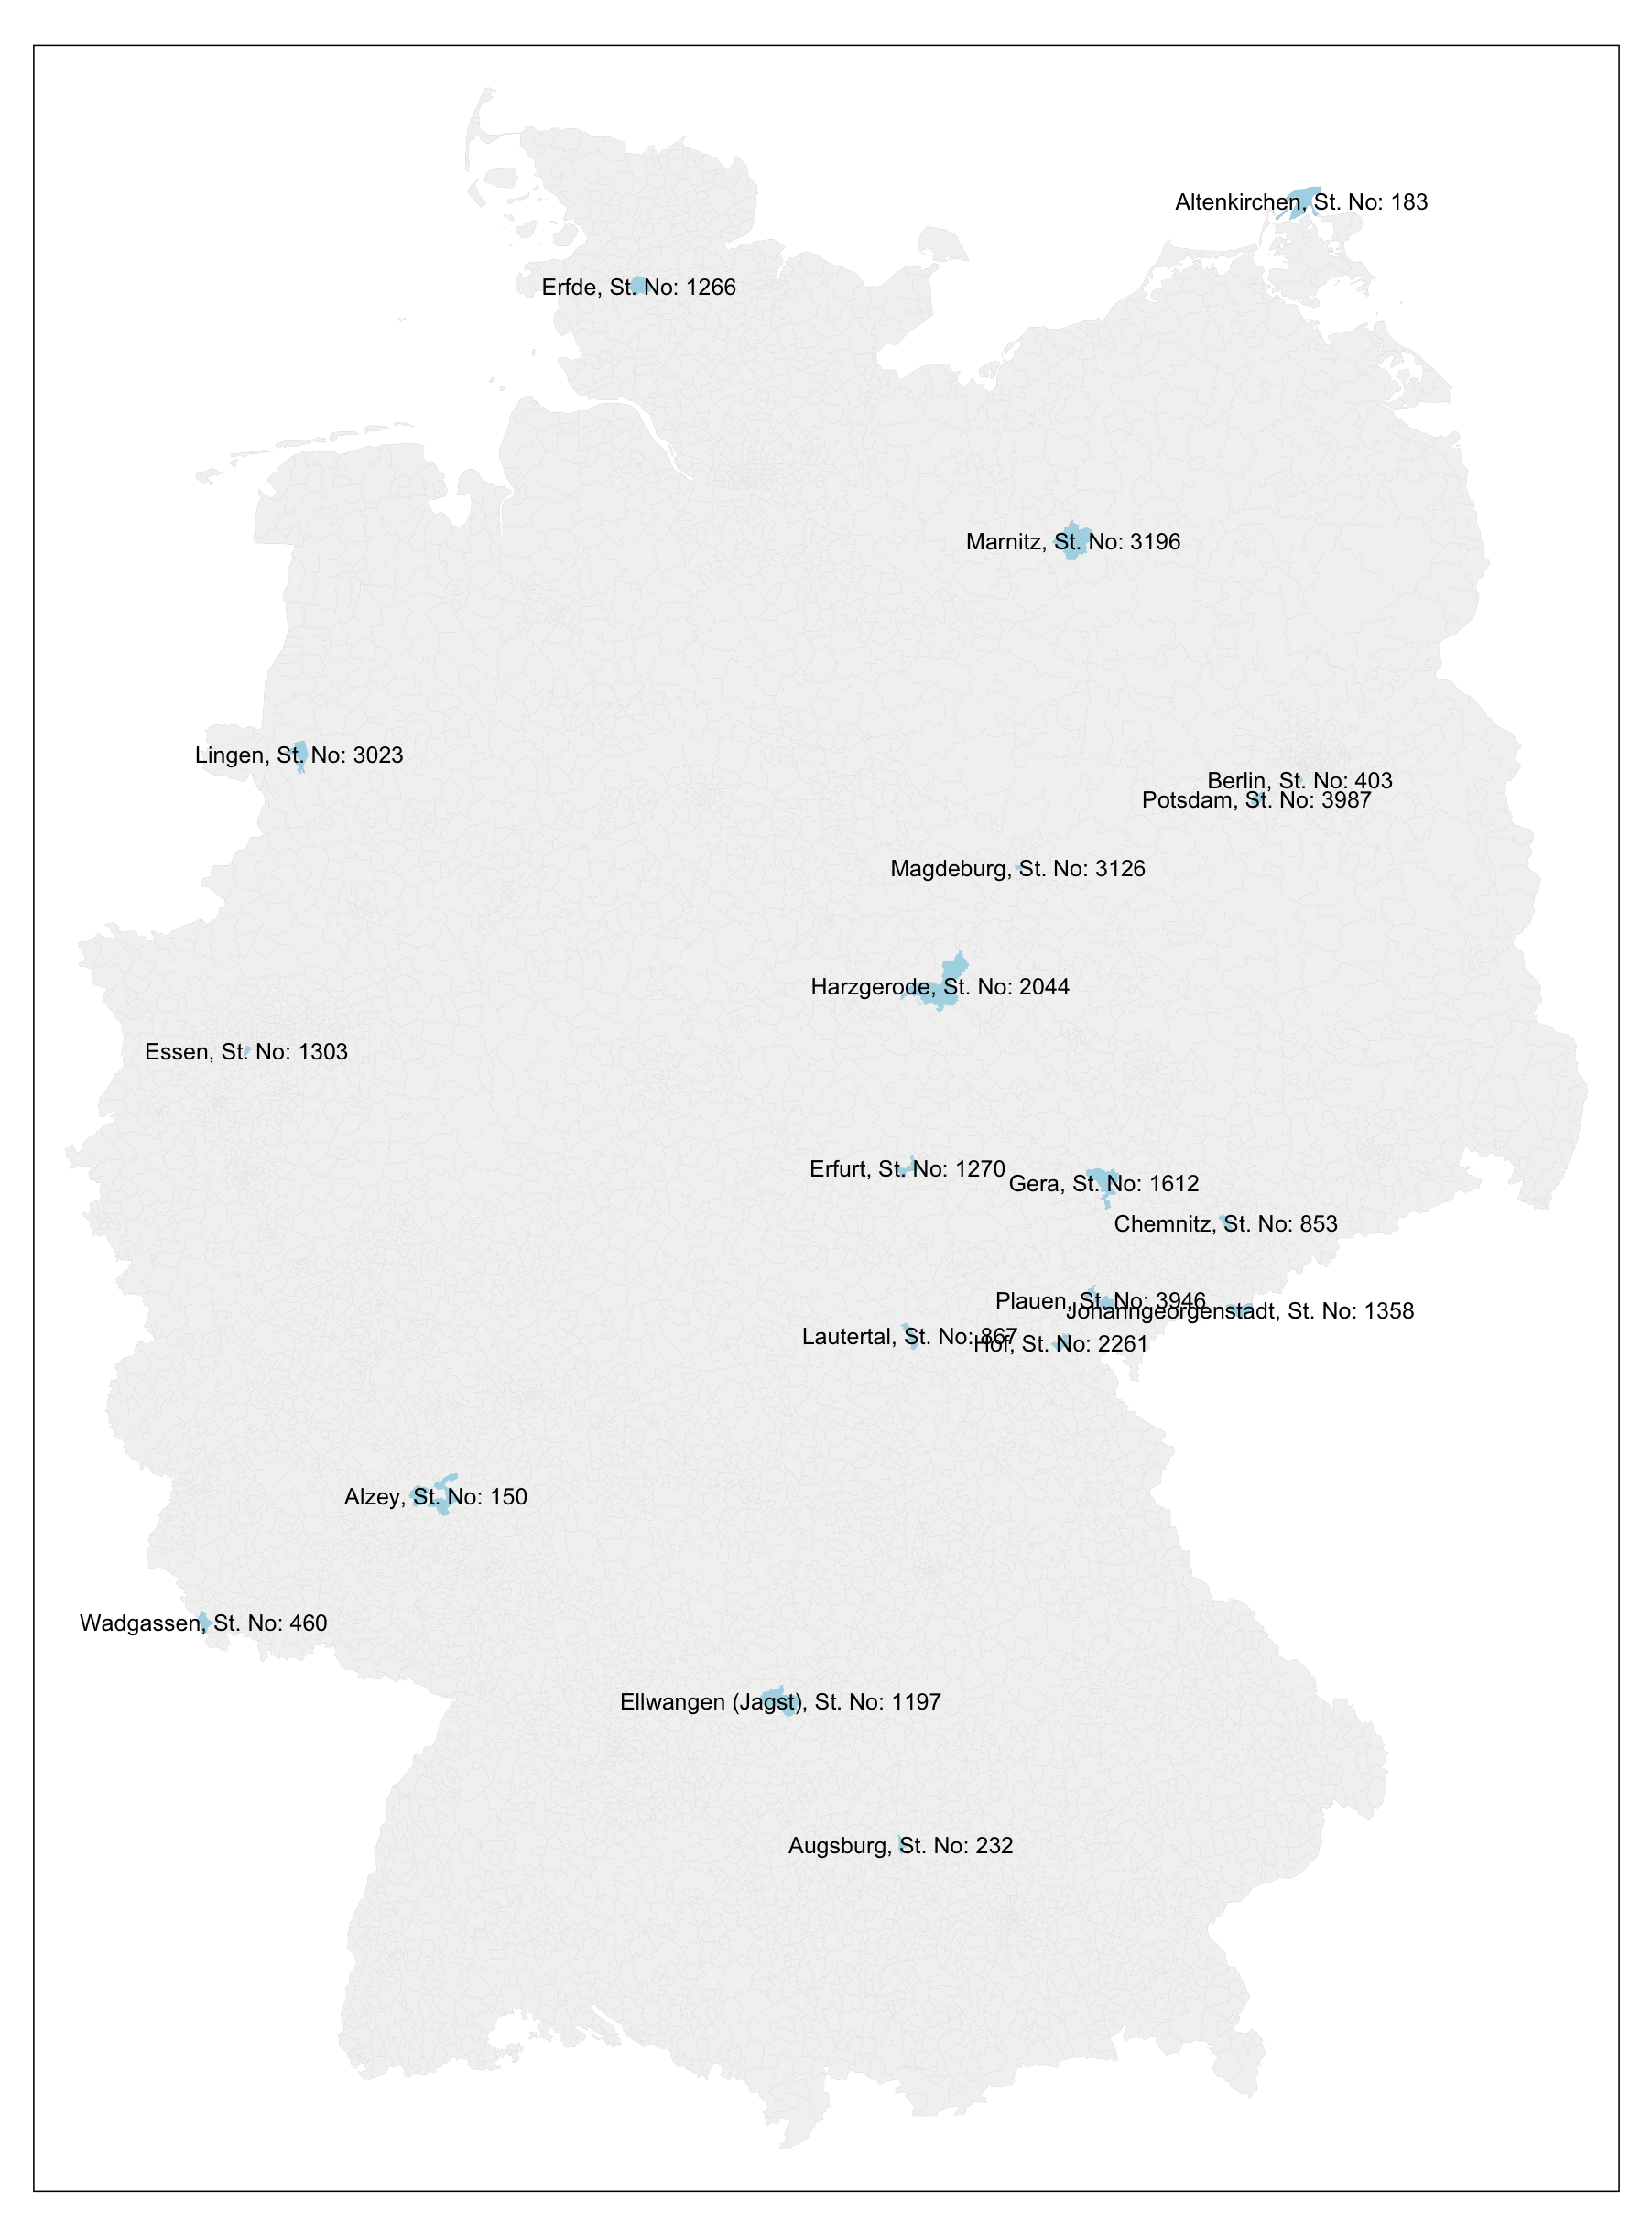 Altenkirchen, St. No: 183
Erfde, St. No: 1266
Marnitz, St. No: 3196
Lingen, St. No: 3023
Berlin, St. No: 403
Potsdam, St. No: 3987
Magdeburg, St. No: 3126
Harzgerode, St. No: 2044
Essen, St. No: 1303
Erfurt, St. No: 1270
Gera, St. No: 1612
Chemnitz, St. No: 853
Plauen, St. No: 3946
Johanngeorgenstadt, St. No: 1358
Lautertal, St. No: 867
Hof, St. No: 2261
Alzey, St. No: 150
Wadgassen, St. No: 460
Ellwangen (Jagst), St. No: 1197
Augsburg, St. No: 232